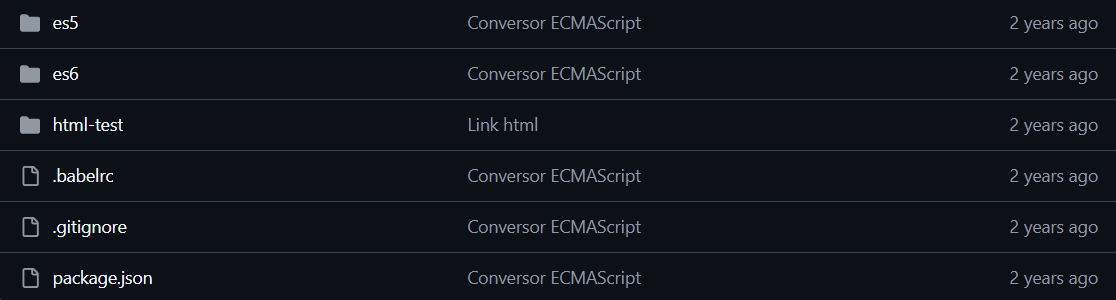 es5 Conversor ECMAScript 2 years ago
es6 Conversor ECMAScript 2 years ago
html-test Link html 2 years ago
.babelrc Conversor ECMAScript 2 years ago
.gitignore Conversor ECMAScript 2 years ago
package.json Conversor ECMAScript 2 years ago